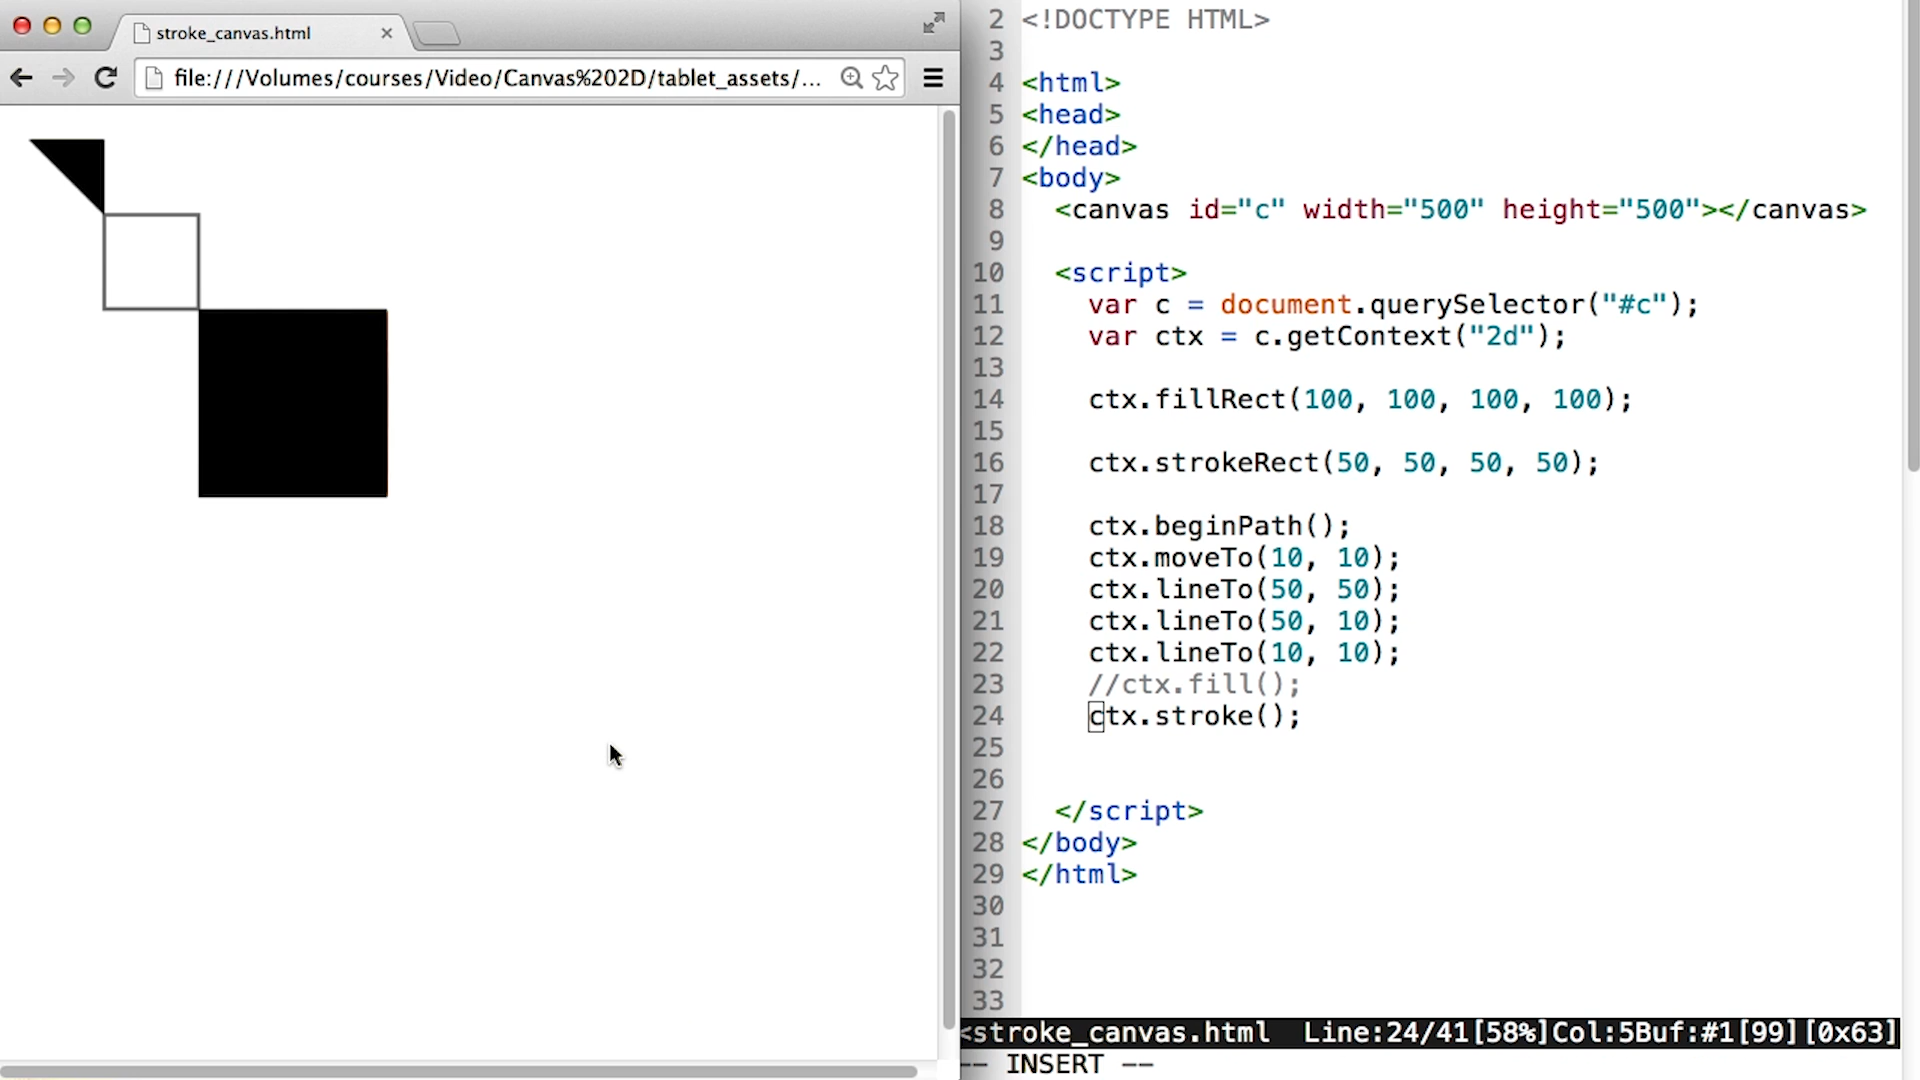 stroke_canvas.html
file:///Volumes/courses/Video/Canvas%202D/tablet_assets/...
2 <!DOCTYPE HTML>
3
4 <html>
5 <head>
6 </head>
7 <body>
8 <canvas id="c" width="500" height="500"></canvas>
9
10 <script>
11 var c = document.querySelector("#c");
12 var ctx = c.getContext("2d");
13
14 ctx.fillRect(100, 100, 100, 100);
15
16 ctx.strokeRect(50, 50, 50, 50);
17
18 ctx.beginPath();
19 ctx.moveTo(10, 10);
20 ctx.lineTo(50, 50);
21 ctx.lineTo(50, 10);
22 ctx.lineTo(10, 10);
23 //ctx.fill();
24 ctx.stroke();
25
26
27 </script>
28 </body>
29 </html>
30
31
32
33
<stroke_canvas.html Line:24/41[58%]Col:5Buf:#1[99][0x63]
-- INSERT --